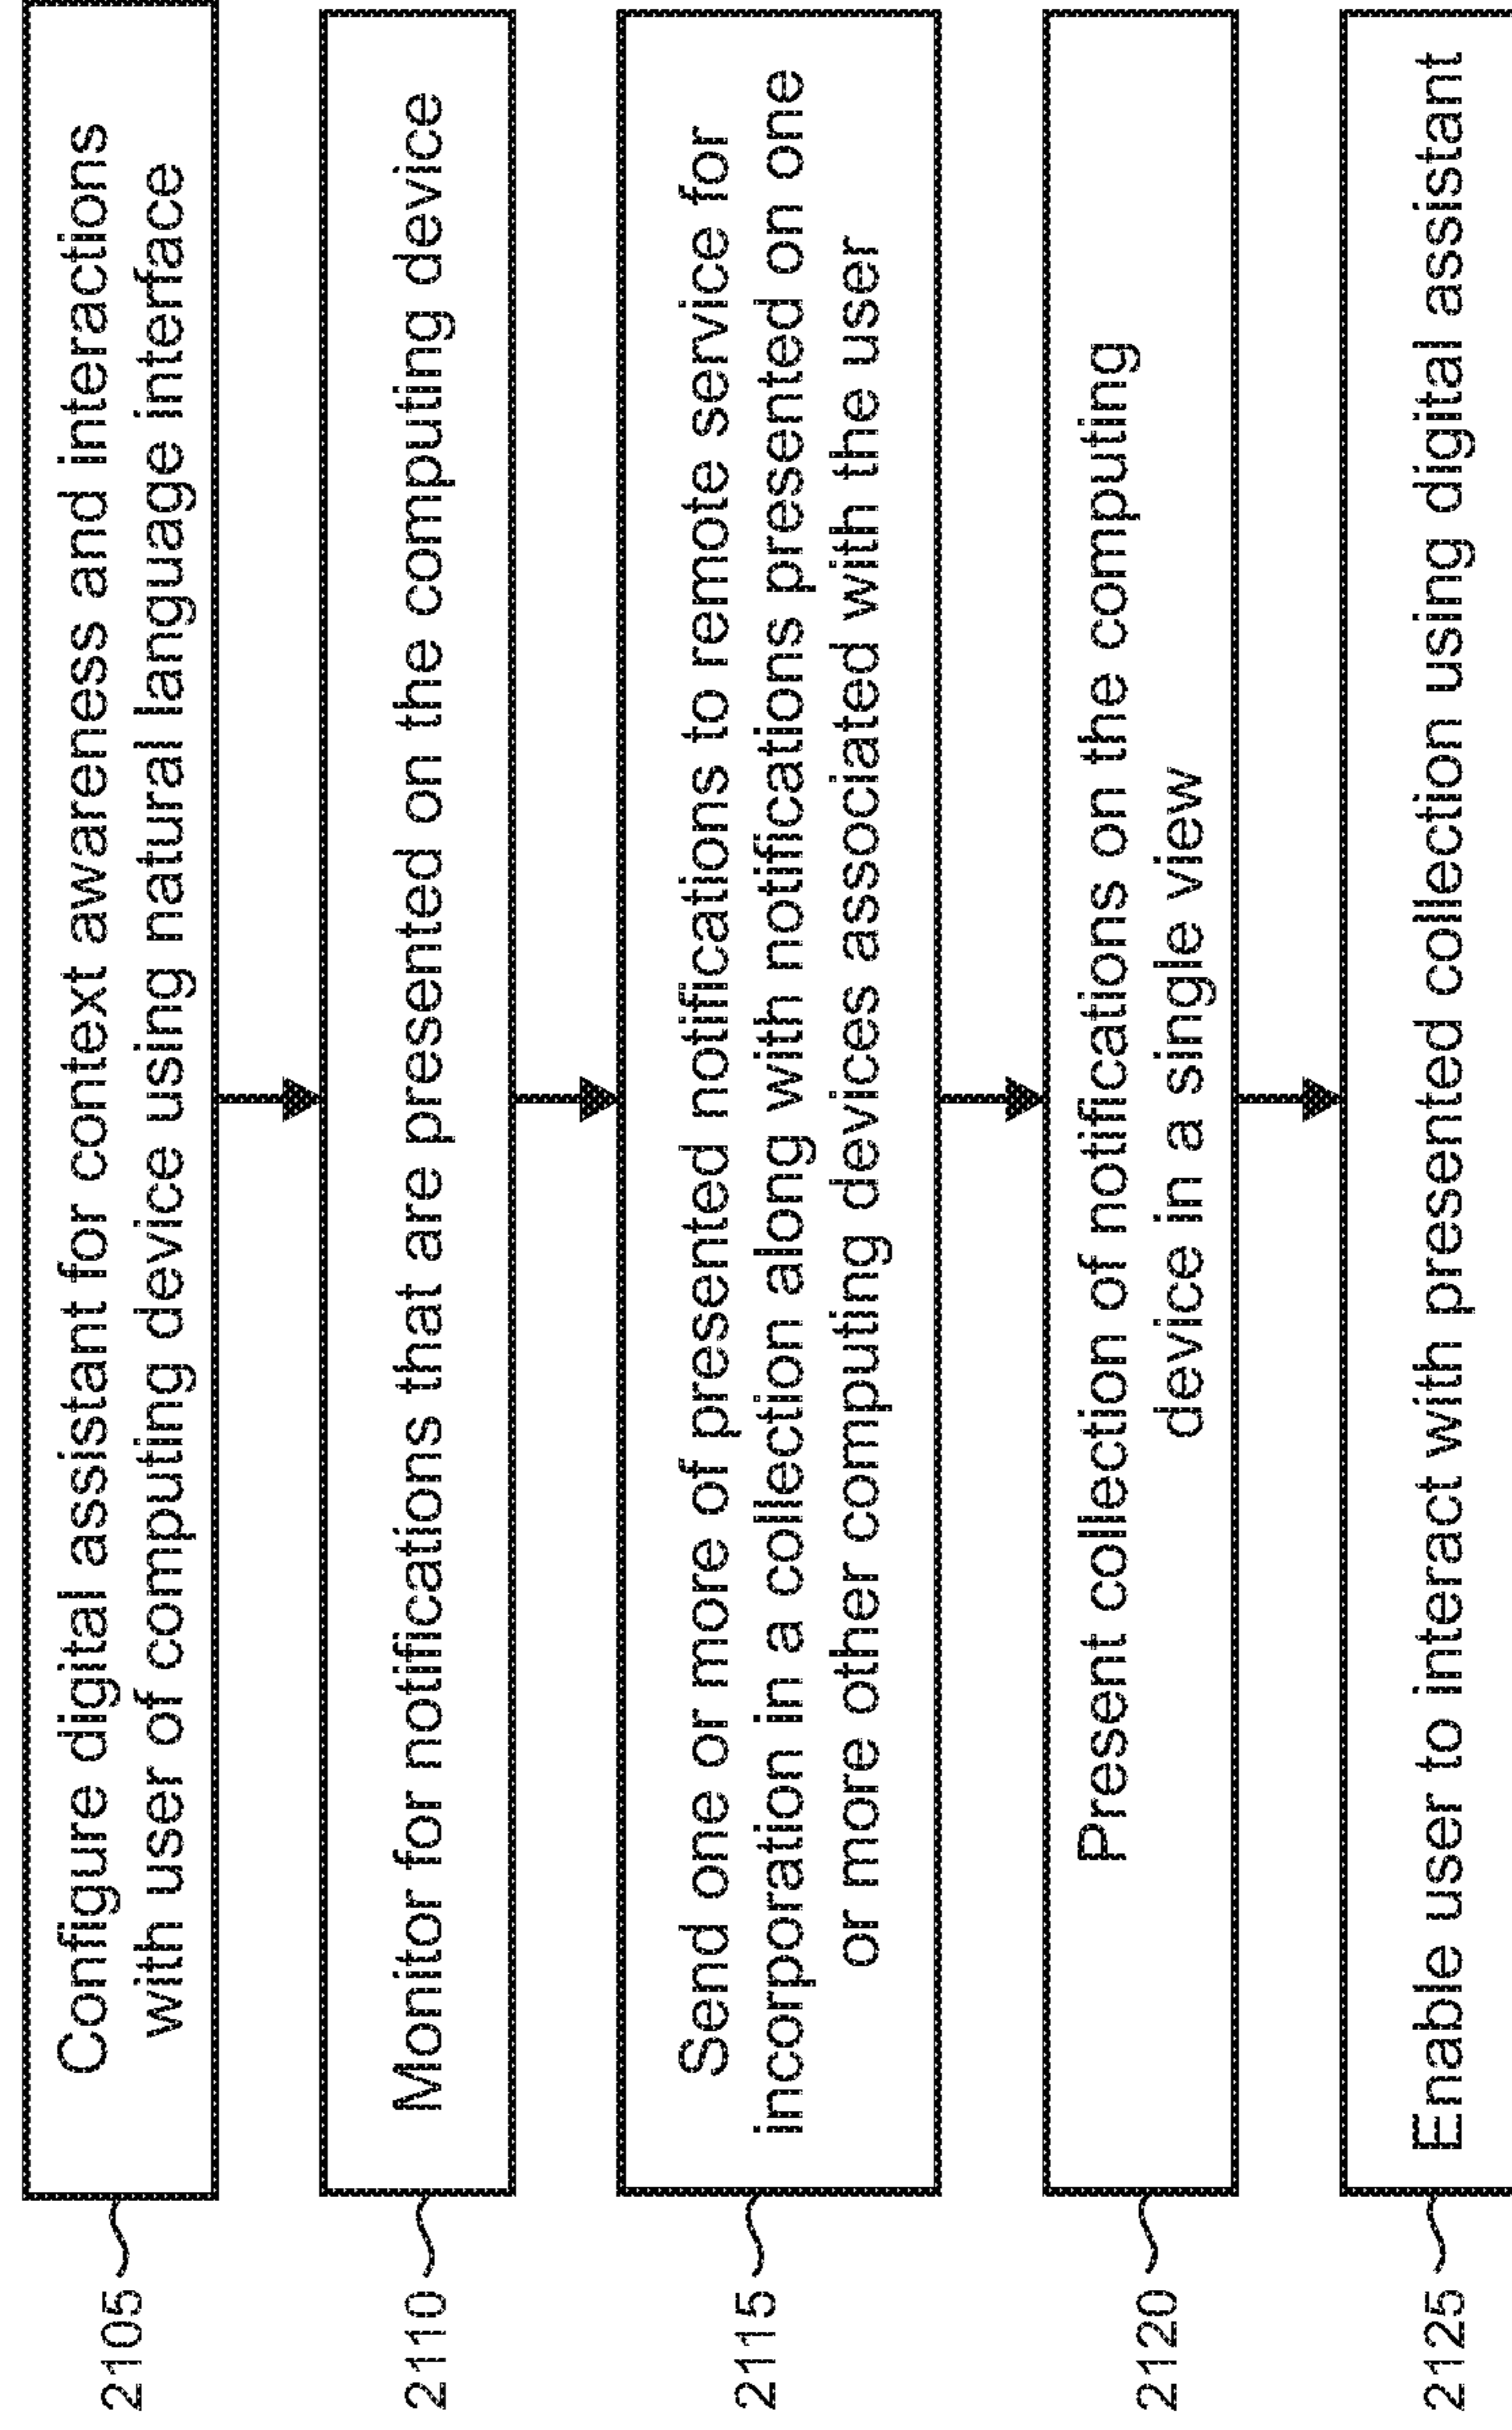 2105
Configure digital assistant for context awareness and interactions
with user of computing device using natural language interface
2110
Monitor for notifications that are presented on the computing device
2115
Send one or more of presented notifications to remote service for
incorporation in a collection along with notifications presented on one
or more other computing devices associated with the user
2120
Present collection of notifications on the computing
device in a single view
2125
Enable user to interact with presented collection using digital assistant